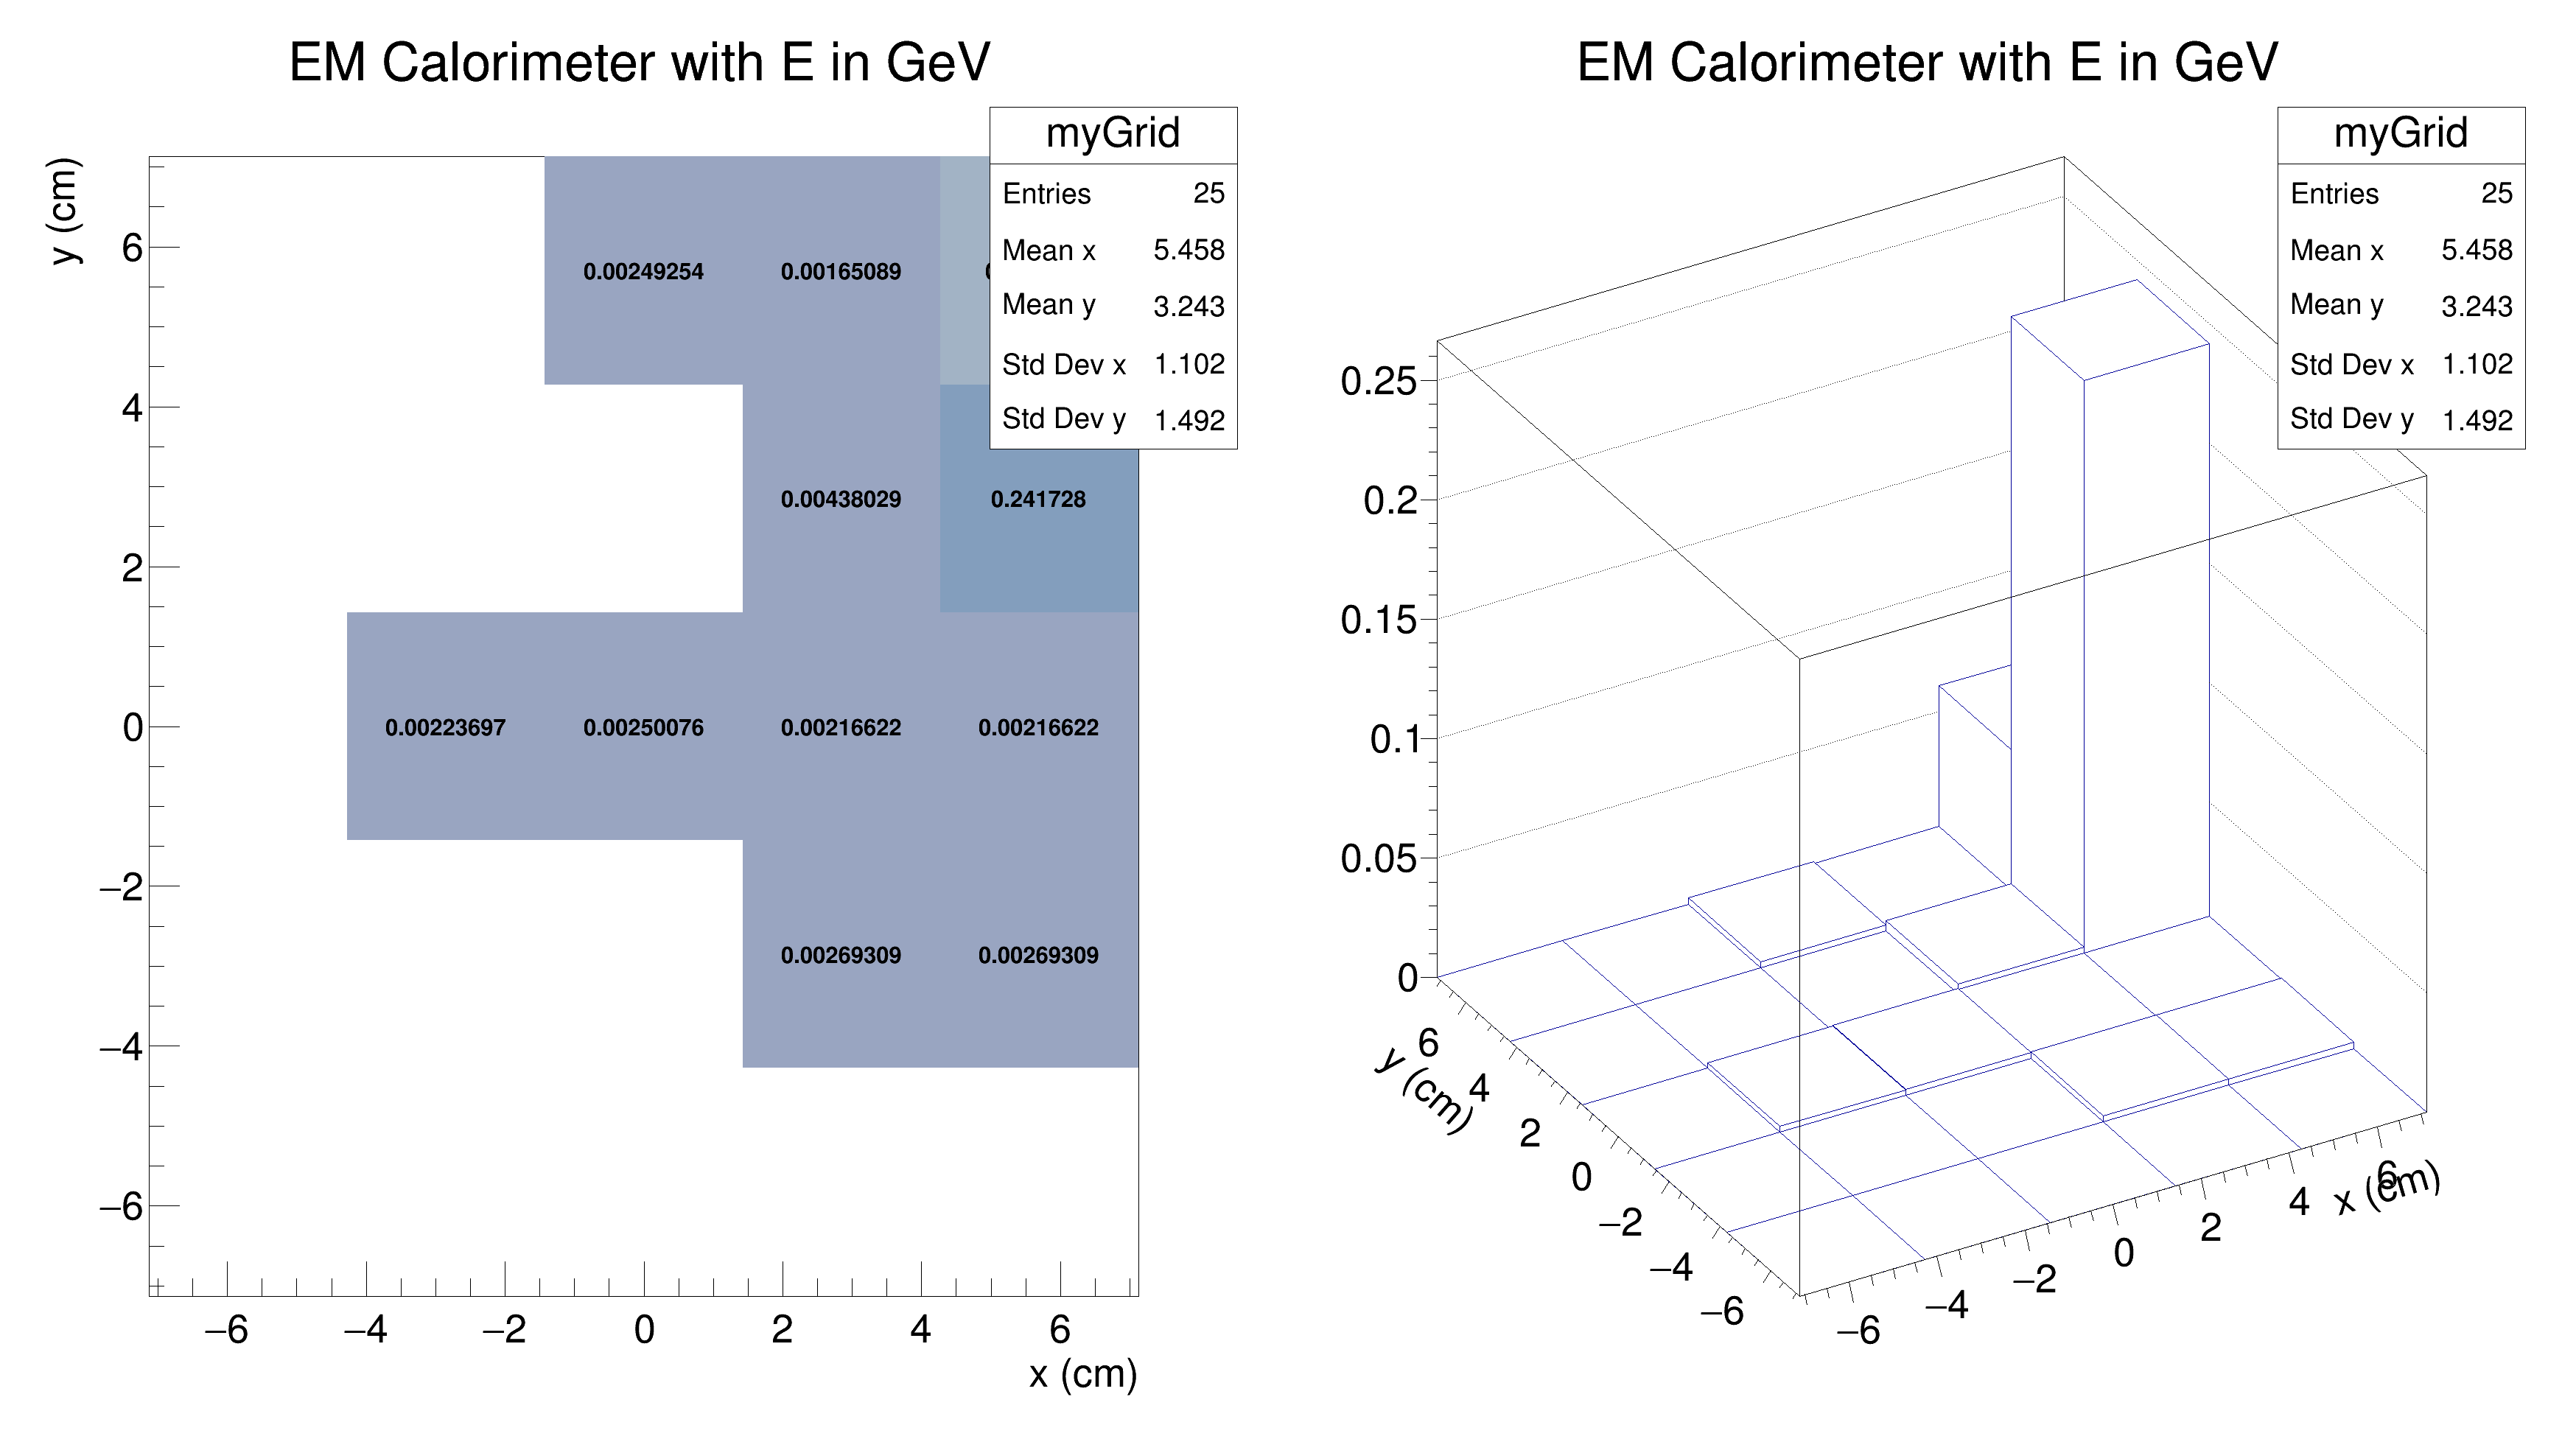 EM Calorimeter with E in GeV
myGrid
Entries 25
Mean x 5.458
Mean y 3.243
Std Dev x 1.102
Std Dev y 1.492
y (cm)
6
4
2
0
−2
−4
−6
0.00249254 0.00165089
0.00438029 0.241728
0.00223697 0.00250076 0.00216622 0.00216622
0.00269309 0.00269309
−6 −4 −2 0 2 4 6
x (cm)
EM Calorimeter with E in GeV
myGrid
Entries 25
Mean x 5.458
Mean y 3.243
Std Dev x 1.102
Std Dev y 1.492
0.25
0.2
0.15
0.1
0.05
0
6
4
2
0
−2
−4
−6
y (cm)
−6
−4
−2
0
2
4
6
x (cm)